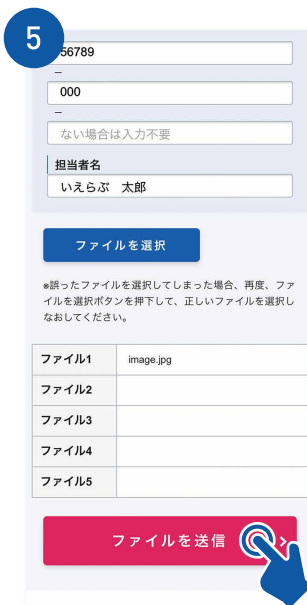 5
56789
–
000
–
ない場合は入力不要
担当者名
いえらぶ　太郎
ファイルを選択
※誤ったファイルを選択してしまった場合、再度、ファ
イルを選択ボタンを押下して、正しいファイルを選択し
なおしてください。
ファイル1 image.jpg
ファイル2
ファイル3
ファイル4
ファイル5
ファイルを送信